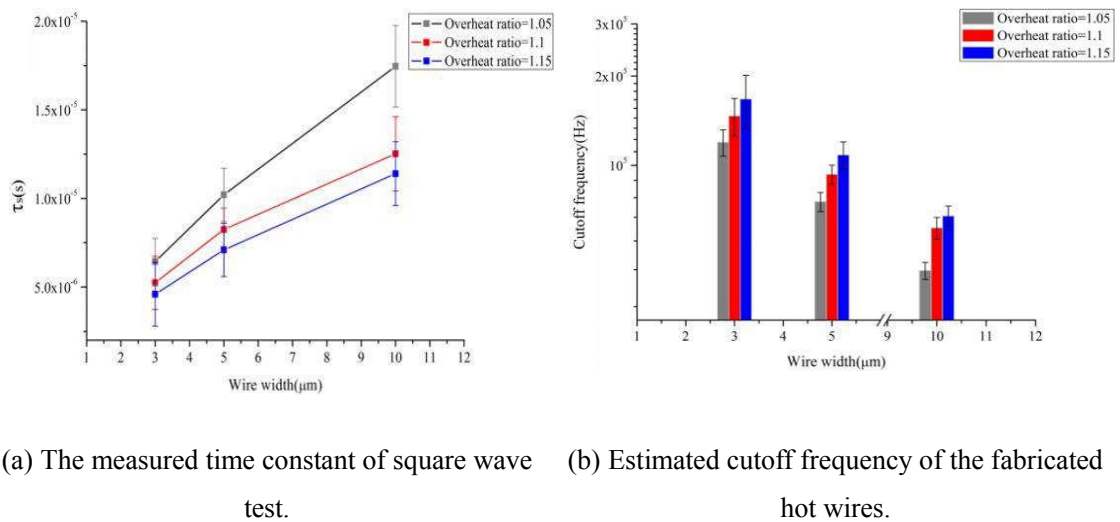 2.0x10⁻⁵
1.5x10⁻⁵
1.0x10⁻⁵
5.0x10⁻⁶
τs(s)
Overheat ratio=1.05
Overheat ratio=1.1
Overheat ratio=1.15
1 2 3 4 5 6 7 8 9 10 11 12
Wire width(μm)
3x10⁵
2x10⁵
10⁵
Cutoff frequency(Hz)
Overheat ratio=1.05
Overheat ratio=1.1
Overheat ratio=1.15
1 2 3 4 5 9 10 11 12
Wire width(μm)
(a) The measured time constant of square wave
test.
(b) Estimated cutoff frequency of the fabricated
hot wires.